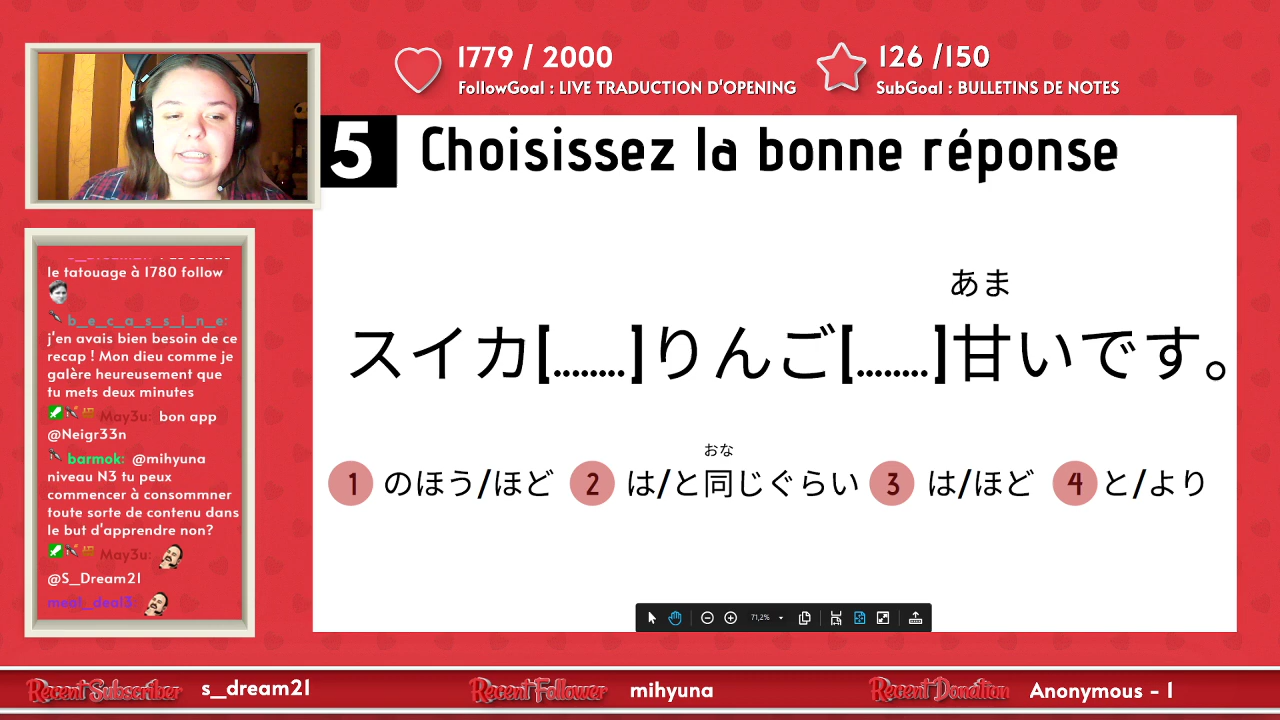 1779 / 2000
FollowGoal : LIVE TRADUCTION D'OPENING
126 /150
SubGoal : BULLETINS DE NOTES
5 Choisissez la bonne réponse
あま
スイカ[........]りんご[........]甘いです。
おな
1 のほう/ほど 2 は/と同じぐらい 3 は/ほど 4 と/より
71,2%
le tatouage à 1780 follow
b_e_c_a_s_s_i_n_e:
j'en avais bien besoin de ce
recap ! Mon dieu comme je
galère heureusement que
tu mets deux minutes
May3u: bon app
@Neigr33n
barmok: @mihyuna
niveau N3 tu peux
commencer à consommner
toute sorte de contenu dans
le but d'apprendre non?
May3u:
@S_Dream21
meal_deal3:
Recent Subscriber s_dream21
Recent Follower mihyuna
Recent Donation Anonymous - 1